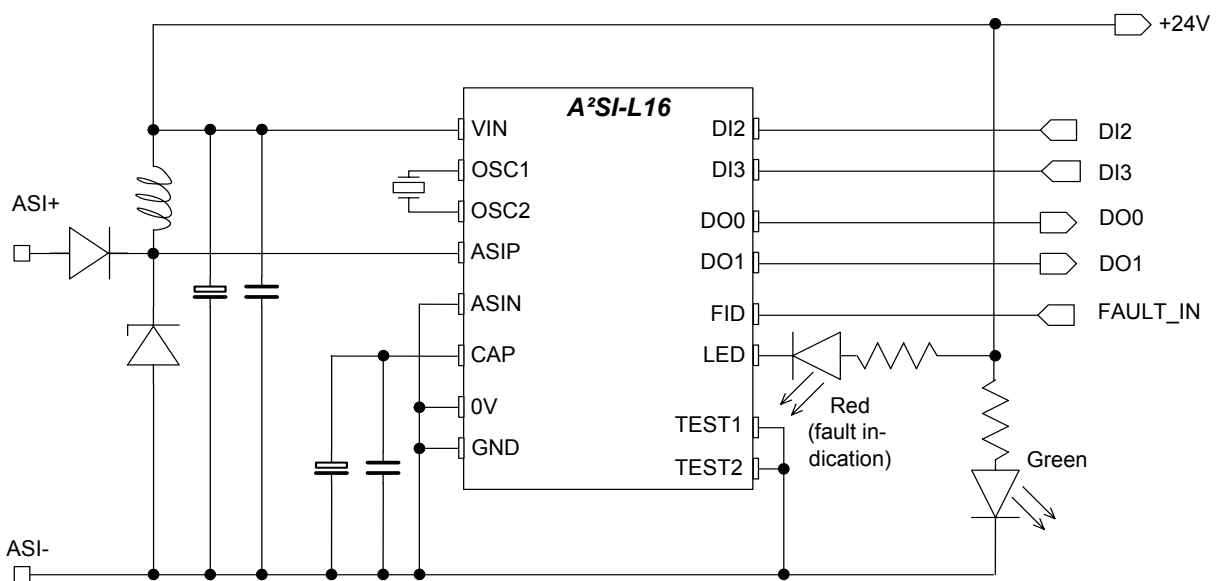 +24V
A²SI-L16
VIN
OSC1
OSC2
ASIP
ASIN
CAP
0V
GND
DI2
DI3
DO0
DO1
FID
LED
TEST1
TEST2
DI2
DI3
DO0
DO1
FAULT_IN
ASI+
ASI-
Red
(fault in-
dication)
Green